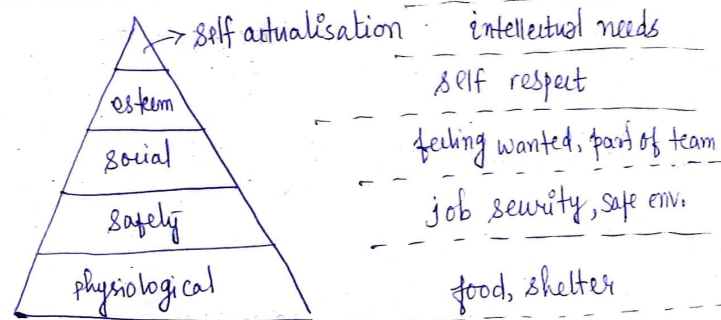 self actualisation intellectual needs
esteem self respect
social feeling wanted, part of team
safety job security, safe env.
physiological food, shelter